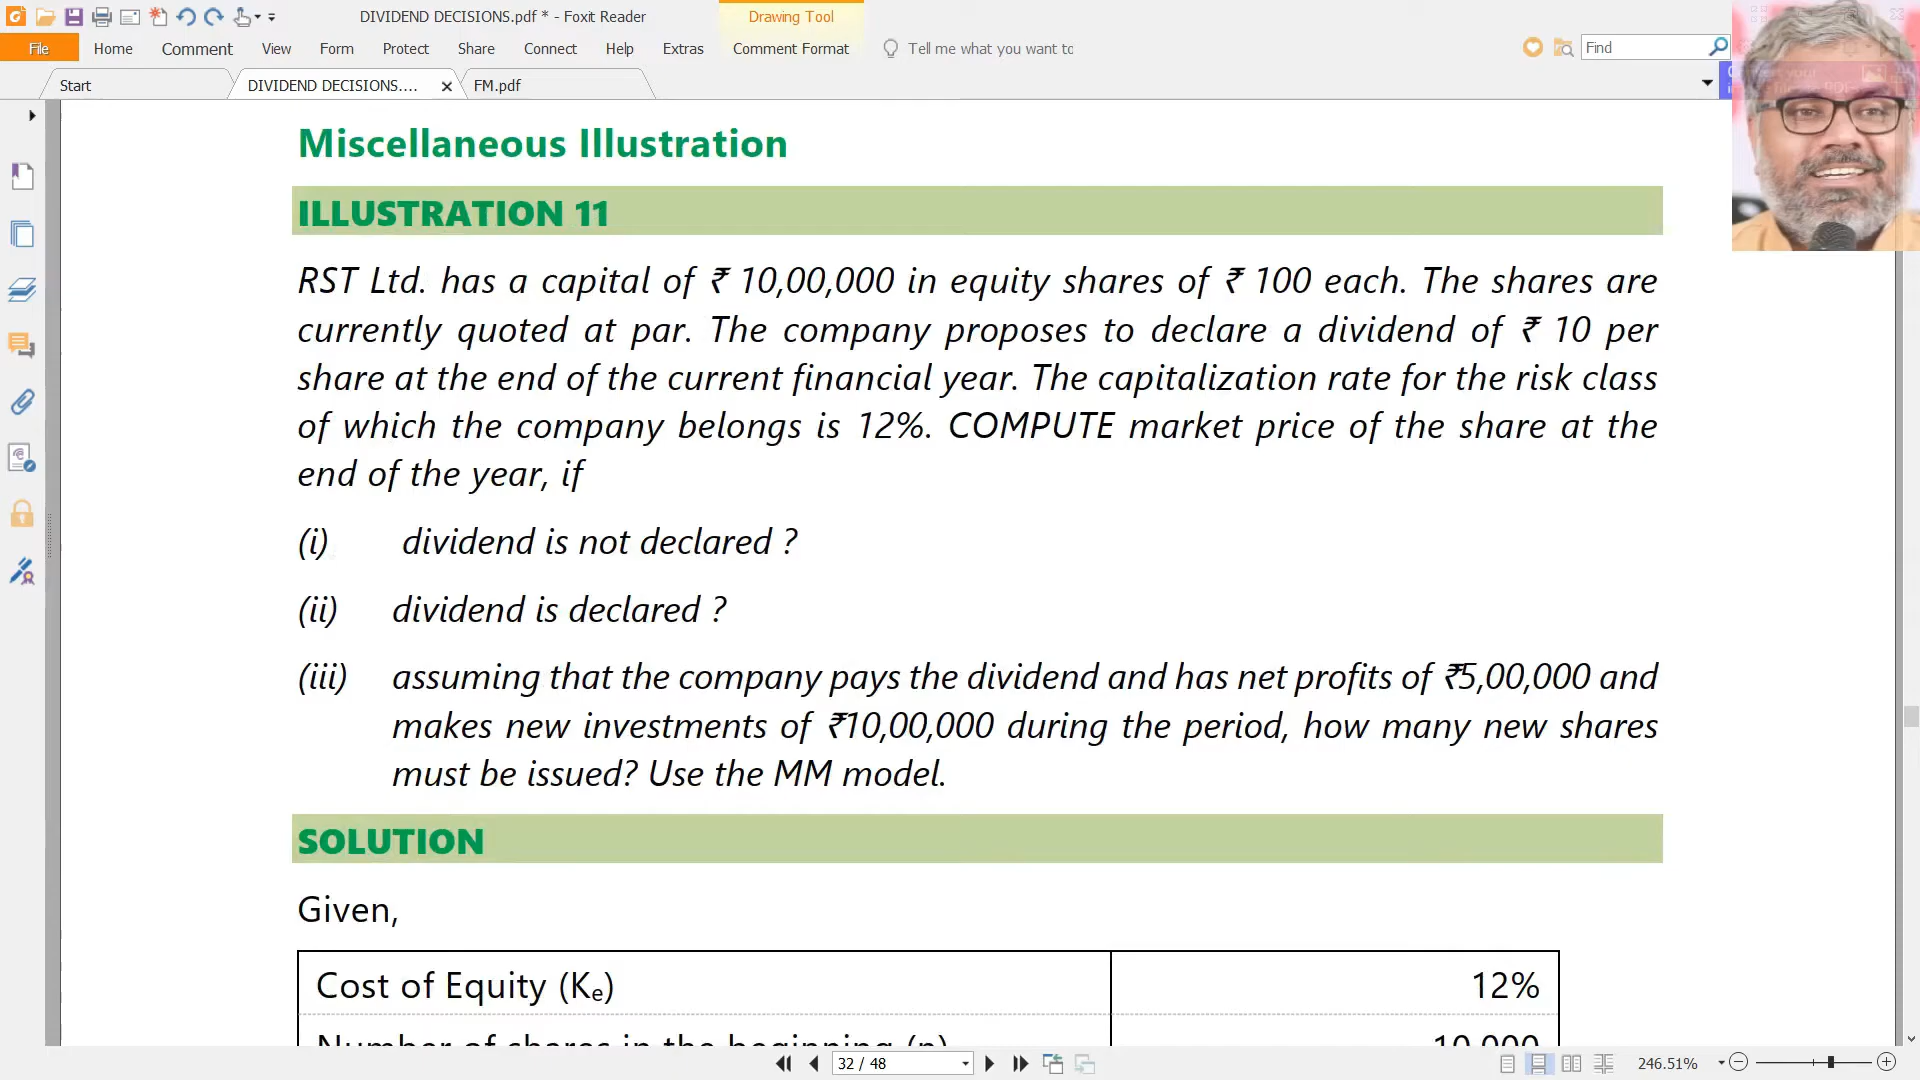 DIVIDEND DECISIONS.pdf * - Foxit Reader
Drawing Tool
File Home Comment View Form Protect Share Connect Help Extras Comment Format Tell me what you want to Find
Start DIVIDEND DECISIONS.... FM.pdf
Miscellaneous Illustration
ILLUSTRATION 11
RST Ltd. has a capital of ₹ 10,00,000 in equity shares of ₹ 100 each. The shares are
currently quoted at par. The company proposes to declare a dividend of ₹ 10 per
share at the end of the current financial year. The capitalization rate for the risk class
of which the company belongs is 12%. COMPUTE market price of the share at the
end of the year, if
(i) dividend is not declared ?
(ii) dividend is declared ?
(iii) assuming that the company pays the dividend and has net profits of ₹5,00,000 and
makes new investments of ₹10,00,000 during the period, how many new shares
must be issued? Use the MM model.
SOLUTION
Given,
Cost of Equity (Ke) 12%
Number of shares in the beginning (n) 10,000
32 / 48 246.51%